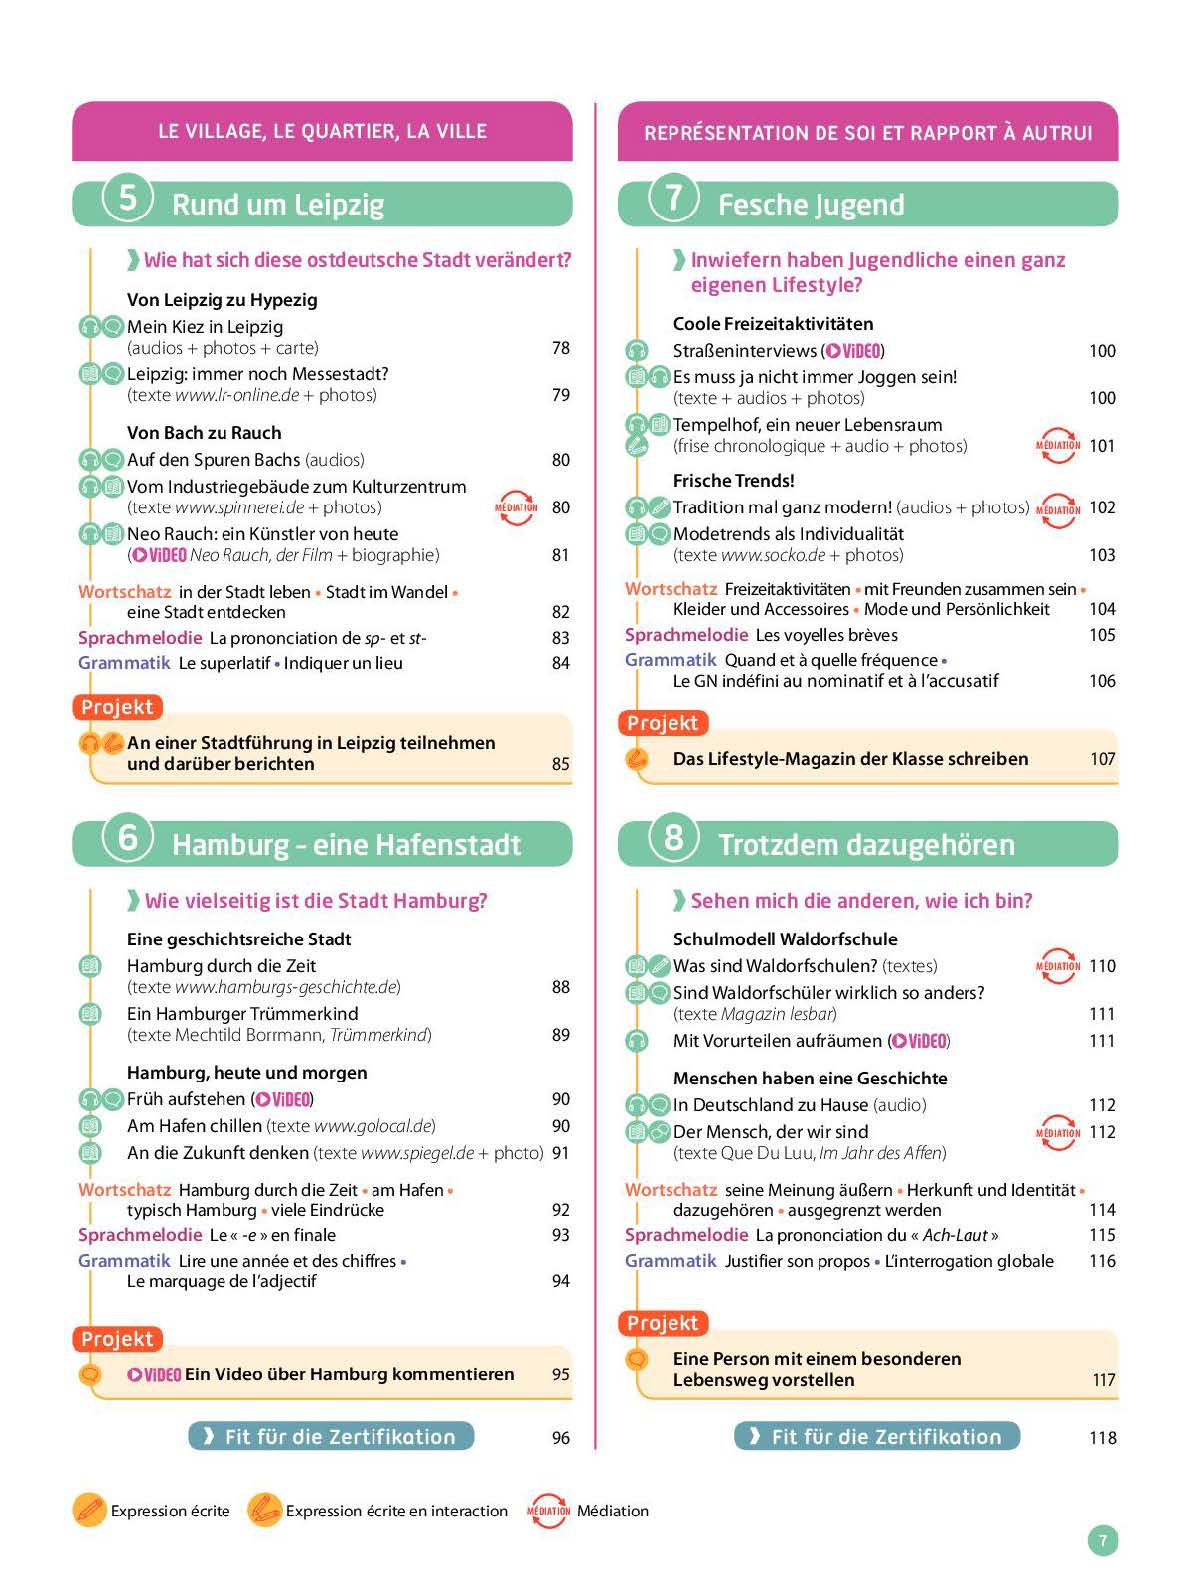 LE VILLAGE, LE QUARTIER, LA VILLE
5 Rund um Leipzig
Wie hat sich diese ostdeutsche Stadt verändert?
Von Leipzig zu Hypezig
Mein Kiez in Leipzig
(audios + photos + carte) 78
Leipzig: immer noch Messestadt?
(texte www.lr-online.de + photos) 79
Von Bach zu Rauch
Auf den Spuren Bachs (audios) 80
Vom Industriegebäude zum Kulturzentrum
(texte www.spinnerei.de + photos) MÉDIATION 80
Neo Rauch: ein Künstler von heute
(ViDEO Neo Rauch, der Film + biographie) 81
Wortschatz in der Stadt leben • Stadt im Wandel •
eine Stadt entdecken 82
Sprachmelodie La prononciation de sp- et st- 83
Grammatik Le superlatif • Indiquer un lieu 84
Projekt
An einer Stadtführung in Leipzig teilnehmen
und darüber berichten 85
6 Hamburg – eine Hafenstadt
Wie vielseitig ist die Stadt Hamburg?
Eine geschichtsreiche Stadt
Hamburg durch die Zeit
(texte www.hamburgs-geschichte.de) 88
Ein Hamburger Trümmerkind
(texte Mechtild Borrmann, Trümmerkind) 89
Hamburg, heute und morgen
Früh aufstehen (ViDEO) 90
Am Hafen chillen (texte www.golocal.de) 90
An die Zukunft denken (texte www.spiegel.de + photo) 91
Wortschatz Hamburg durch die Zeit • am Hafen •
typisch Hamburg • viele Eindrücke 92
Sprachmelodie Le « -e » en finale 93
Grammatik Lire une année et des chiffres •
Le marquage de l'adjectif 94
Projekt
ViDEO Ein Video über Hamburg kommentieren 95
Fit für die Zertifikation 96
REPRÉSENTATION DE SOI ET RAPPORT À AUTRUI
7 Fesche Jugend
Inwiefern haben Jugendliche einen ganz
eigenen Lifestyle?
Coole Freizeitaktivitäten
Straßeninterviews (ViDEO) 100
Es muss ja nicht immer Joggen sein!
(texte + audios + photos) 100
Tempelhof, ein neuer Lebensraum
(frise chronologique + audio + photos) MÉDIATION 101
Frische Trends!
Tradition mal ganz modern! (audios + photos) MÉDIATION 102
Modetrends als Individualität
(texte www.socko.de + photos) 103
Wortschatz Freizeitaktivitäten • mit Freunden zusammen sein •
Kleider und Accessoires • Mode und Persönlichkeit 104
Sprachmelodie Les voyelles brèves 105
Grammatik Quand et à quelle fréquence •
Le GN indéfini au nominatif et à l'accusatif 106
Projekt
Das Lifestyle-Magazin der Klasse schreiben 107
8 Trotzdem dazugehören
Sehen mich die anderen, wie ich bin?
Schulmodell Waldorfschule
Was sind Waldorfschulen? (textes) MÉDIATION 110
Sind Waldorfschüler wirklich so anders?
(texte Magazin lesbar) 111
Mit Vorurteilen aufräumen (ViDEO) 111
Menschen haben eine Geschichte
In Deutschland zu Hause (audio) 112
Der Mensch, der wir sind MÉDIATION 112
(texte Que Du Luu, Im Jahr des Affen)
Wortschatz seine Meinung äußern • Herkunft und Identität •
dazugehören • ausgegrenzt werden 114
Sprachmelodie La prononciation du « Ach-Laut » 115
Grammatik Justifier son propos • L'interrogation globale 116
Projekt
Eine Person mit einem besonderen
Lebensweg vorstellen 117
Fit für die Zertifikation 118
Expression écrite Expression écrite en interaction MÉDIATION Médiation
7